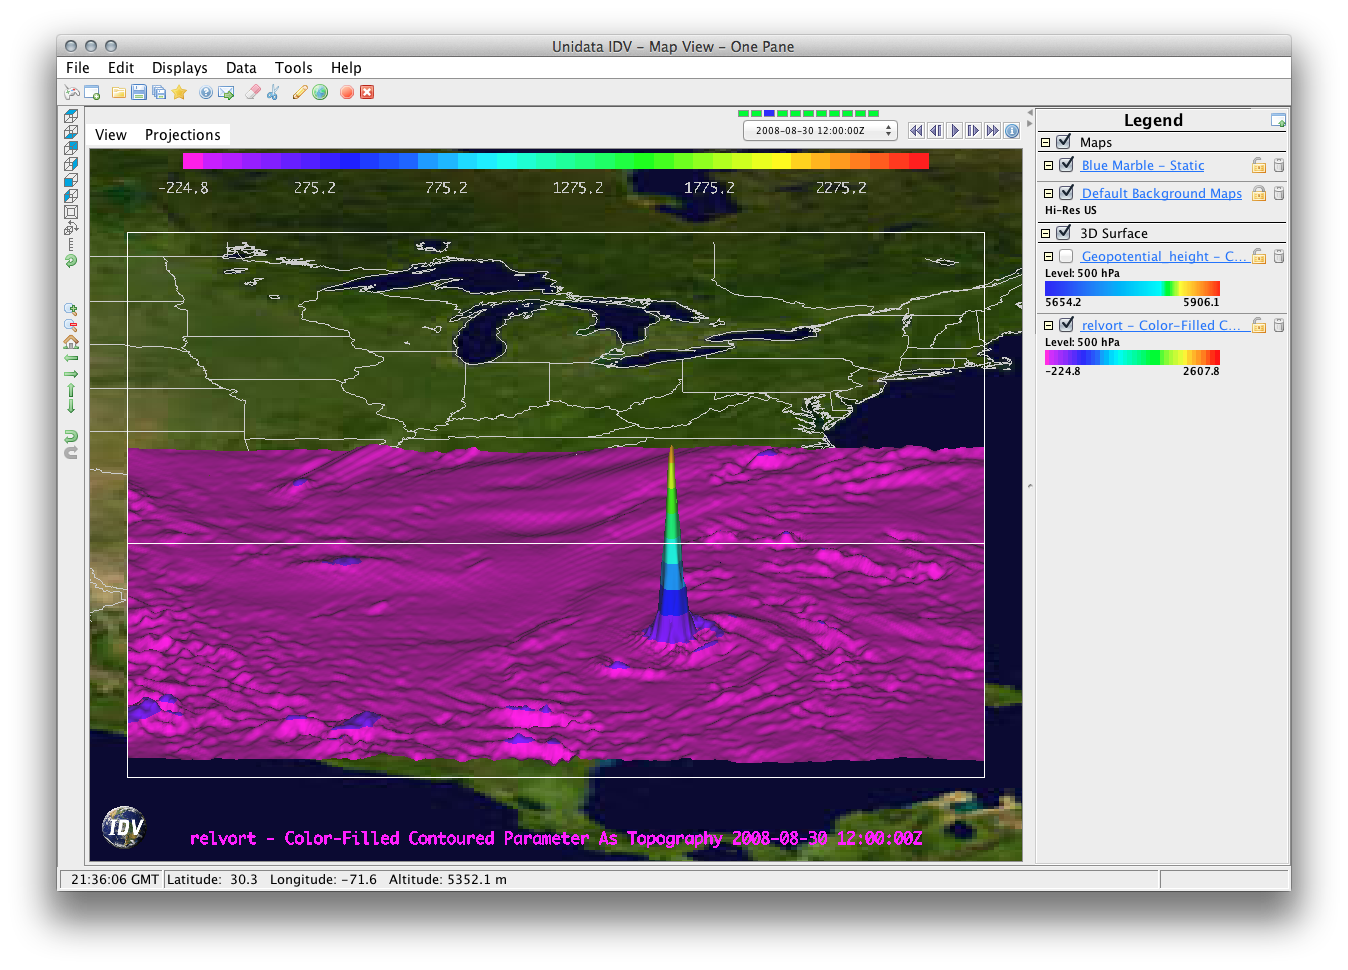 Unidata IDV - Map View - One Pane
File Edit Displays Data Tools Help
View Projections
2008-08-30 12:00:00Z
-224.8 275.2 775.2 1275.2 1775.2 2275.2
Legend
Maps
Blue Marble - Static
Default Background Maps
Hi-Res US
3D Surface
Geopotential_height - C...
Level: 500 hPa
5654.2 5906.1
relvort - Color-Filled C...
Level: 500 hPa
-224.8 2607.8
IDV
relvort - Color-Filled Contoured Parameter As Topography 2008-08-30 12:00:00Z
21:36:06 GMT Latitude: 30.3 Longitude: -71.6 Altitude: 5352.1 m